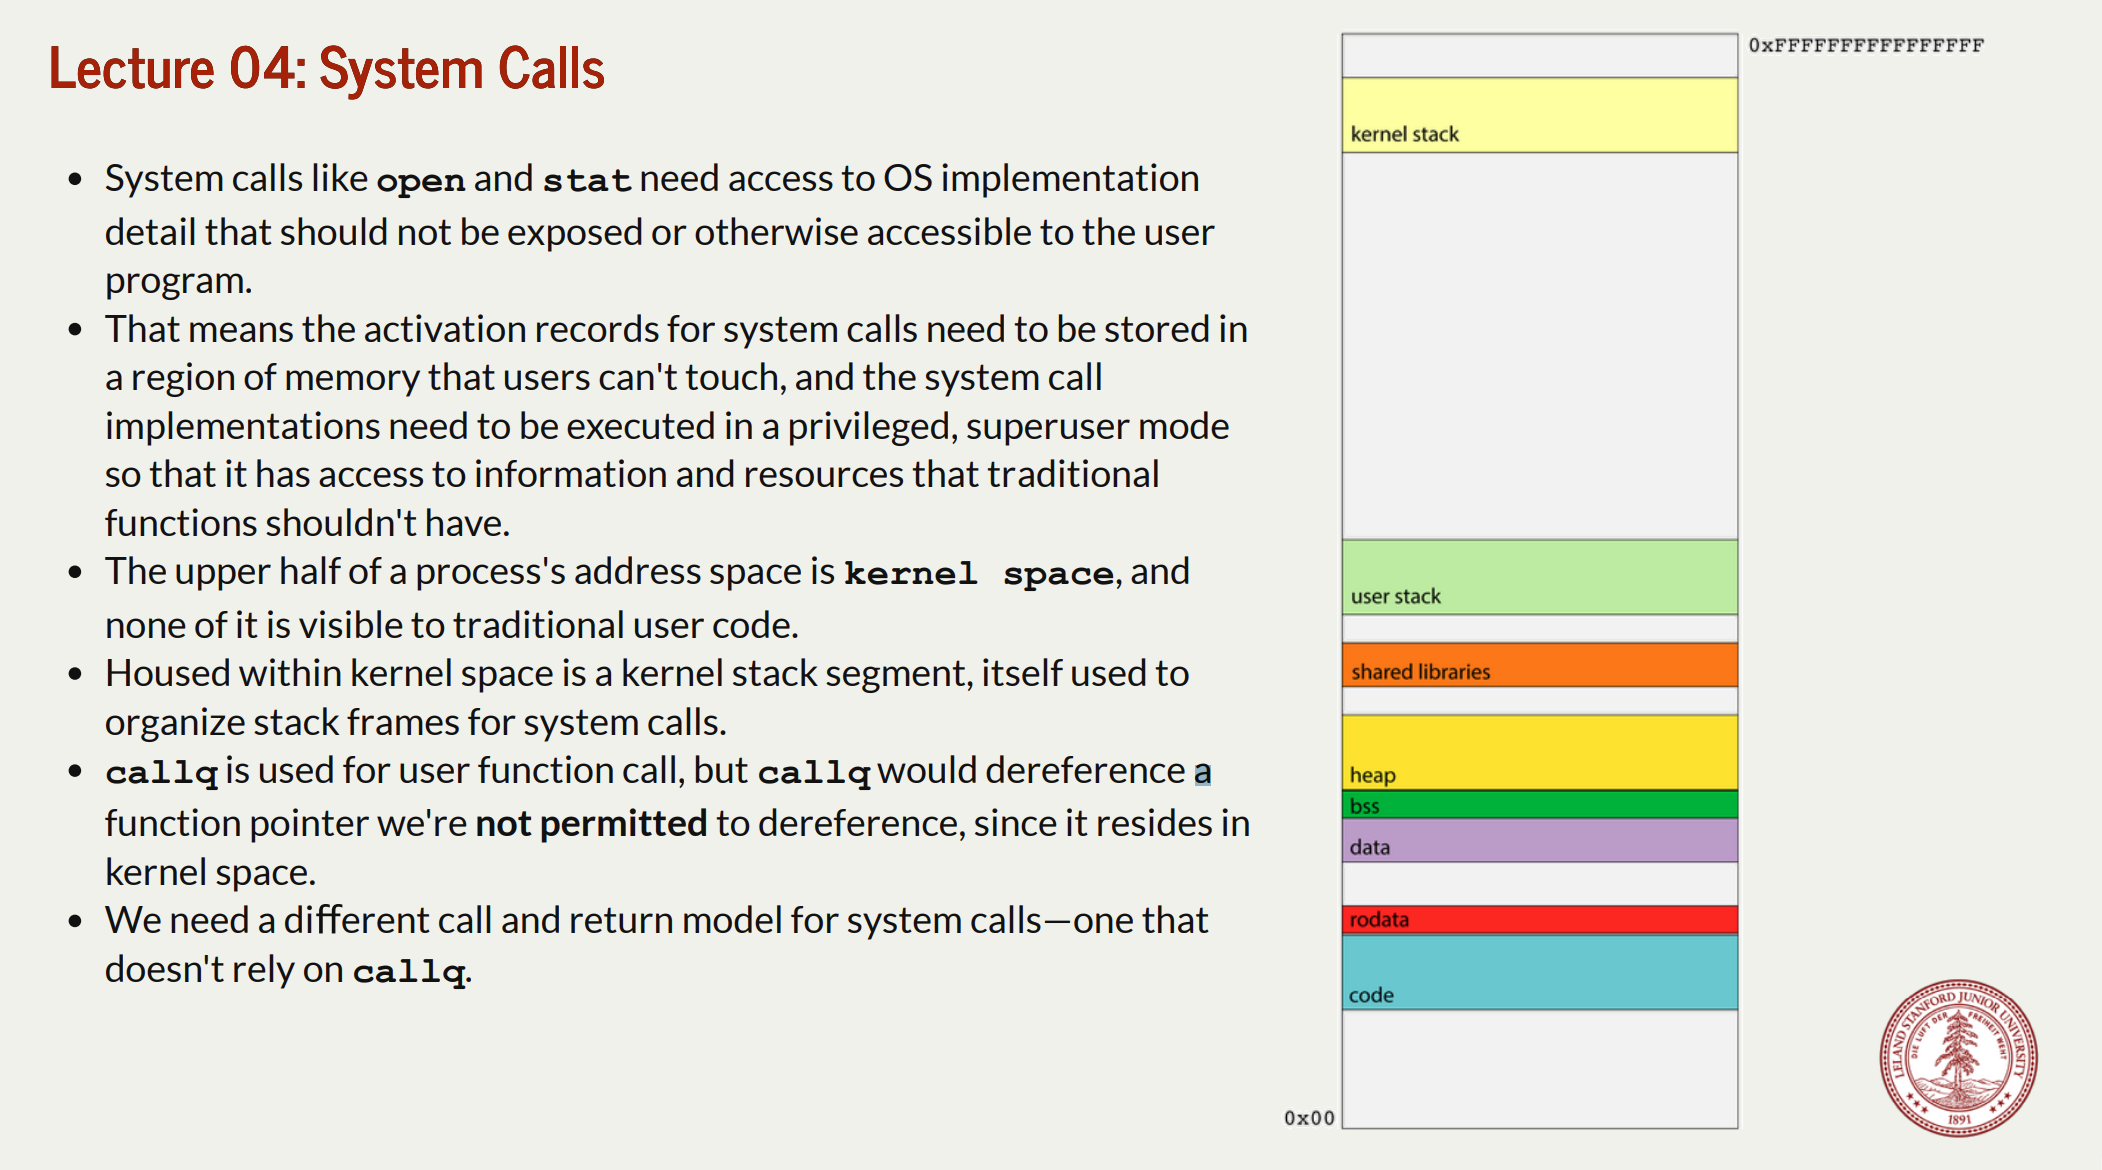 Lecture 04: System Calls
• System calls like open and stat need access to OS implementation
detail that should not be exposed or otherwise accessible to the user
program.
• That means the activation records for system calls need to be stored in
a region of memory that users can't touch, and the system call
implementations need to be executed in a privileged, superuser mode
so that it has access to information and resources that traditional
functions shouldn't have.
• The upper half of a process's address space is kernel space, and
none of it is visible to traditional user code.
• Housed within kernel space is a kernel stack segment, itself used to
organize stack frames for system calls.
• callq is used for user function call, but callq would dereference a
function pointer we're not permitted to dereference, since it resides in
kernel space.
• We need a different call and return model for system calls—one that
doesn't rely on callq.
0xFFFFFFFFFFFFFFFF
kernel stack
user stack
shared libraries
heap
bss
data
rodata
code
0x00
LELAND STANFORD JUNIOR UNIVERSITY
DIE LUFT DER FREIHEIT WEHT
1891